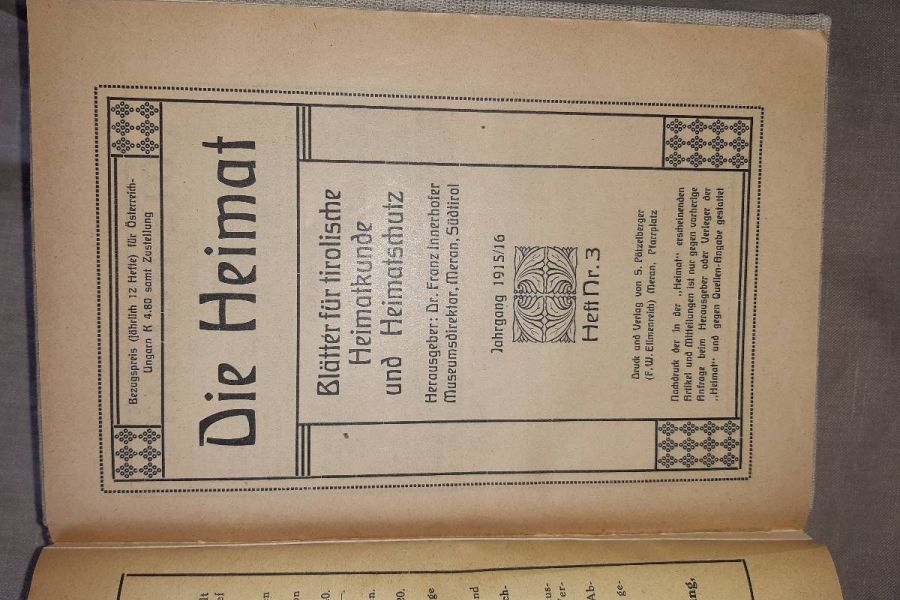 Bezugspreis (jährlich 12 Hefte) für Österreich-
Ungarn K 4.80 samt Zustellung
Die Heimat
Blätter für tirolische
Heimatkunde
und Heimatschutz
Herausgeber: Dr. Franz Innerhofer
Museumsdirektor, Meran, Südtirol
Jahrgang 1915/16
Heft Nr. 3
Druck und Verlag von S. Pötzelberger
(F. W. Ellmenreich) Meran, Pfarrplatz
Nachdruck der in der „Heimat“ erscheinenden
Artikel und Mitteilungen ist nur gegen vorherige
Anfrage beim Herausgeber oder Verleger der
„Heimat“ und gegen Quellen-Angabe gestattet